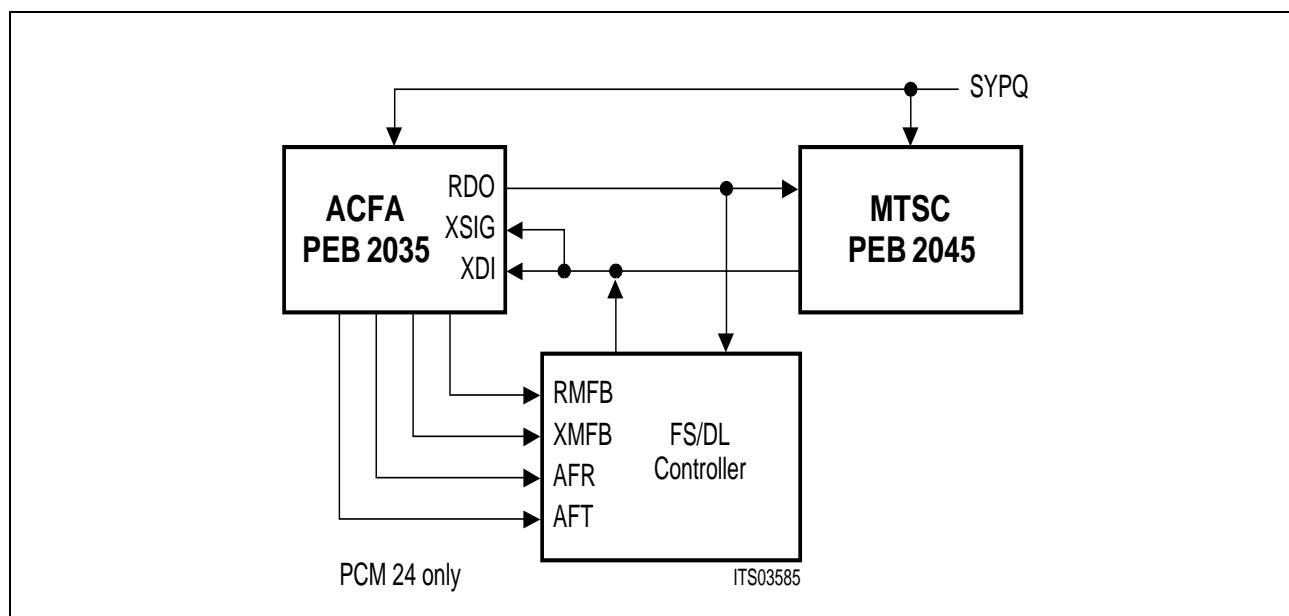 SYPQ
ACFA
PEB 2035
RDO
XSIG
XDI
MTSC
PEB 2045
RMFB
XMFB
AFR
AFT
FS/DL
Controller
PCM 24 only
ITS03585